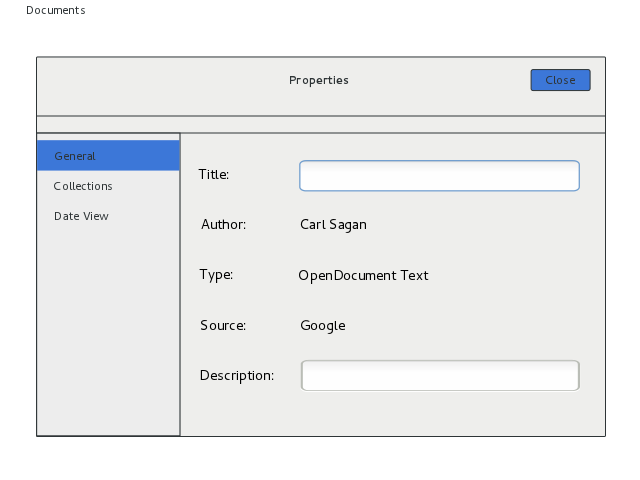 Documents
Properties
Close
General
Collections
Date View
Title:
Author: Carl Sagan
Type: OpenDocument Text
Source: Google
Description: